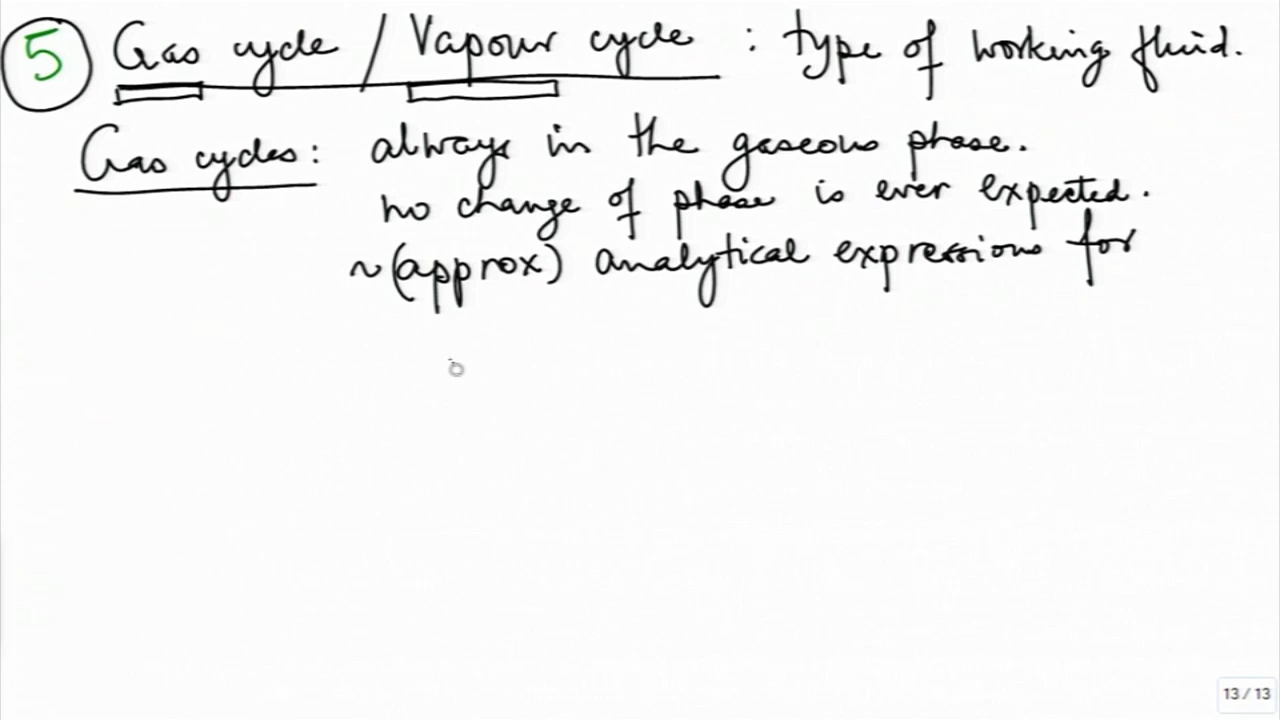 5 Gas cycle / Vapour cycle : type of working fluid.
Gas cycles: always in the gaseous phase.
no change of phase is ever expected.
~(approx) analytical expressions for
13 / 13